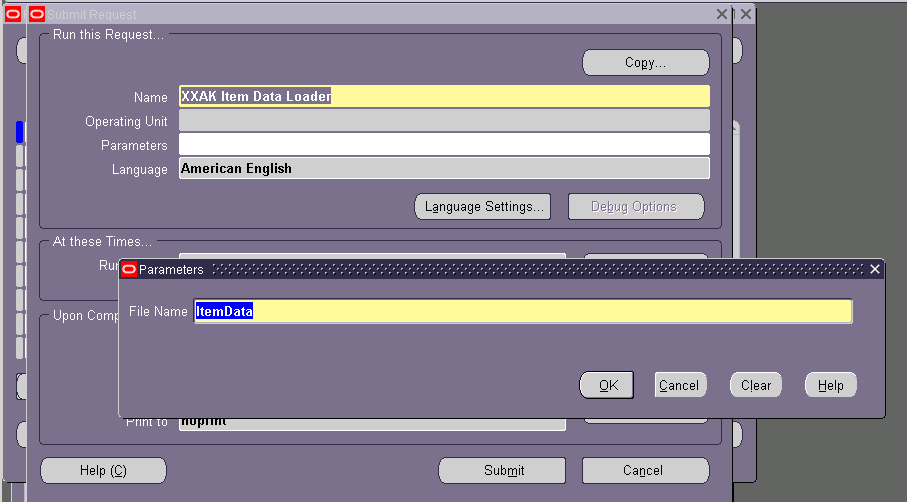 Submit Request
Run this Request...
Copy...
Name XXAK Item Data Loader
Operating Unit
Parameters
Language American English
Language Settings... Debug Options
At these Times...
Run
Parameters
Upon Comp
File Name ItemData
OK Cancel Clear Help
Print to noprint
Help (C) Submit Cancel